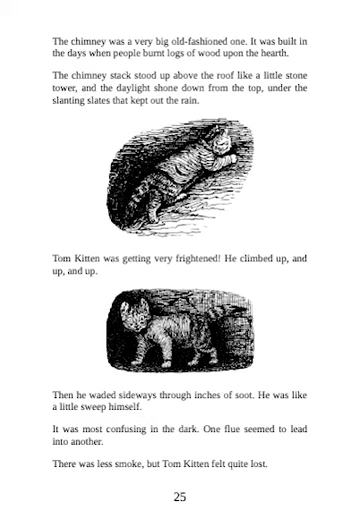 The chimney was a very big old-fashioned one. It was built in
the days when people burnt logs of wood upon the hearth.
The chimney stack stood up above the roof like a little stone
tower, and the daylight shone down from the top, under the
slanting slates that kept out the rain.
Tom Kitten was getting very frightened! He climbed up, and
up, and up.
Then he waded sideways through inches of soot. He was like
a little sweep himself.
It was most confusing in the dark. One flue seemed to lead
into another.
There was less smoke, but Tom Kitten felt quite lost.
25